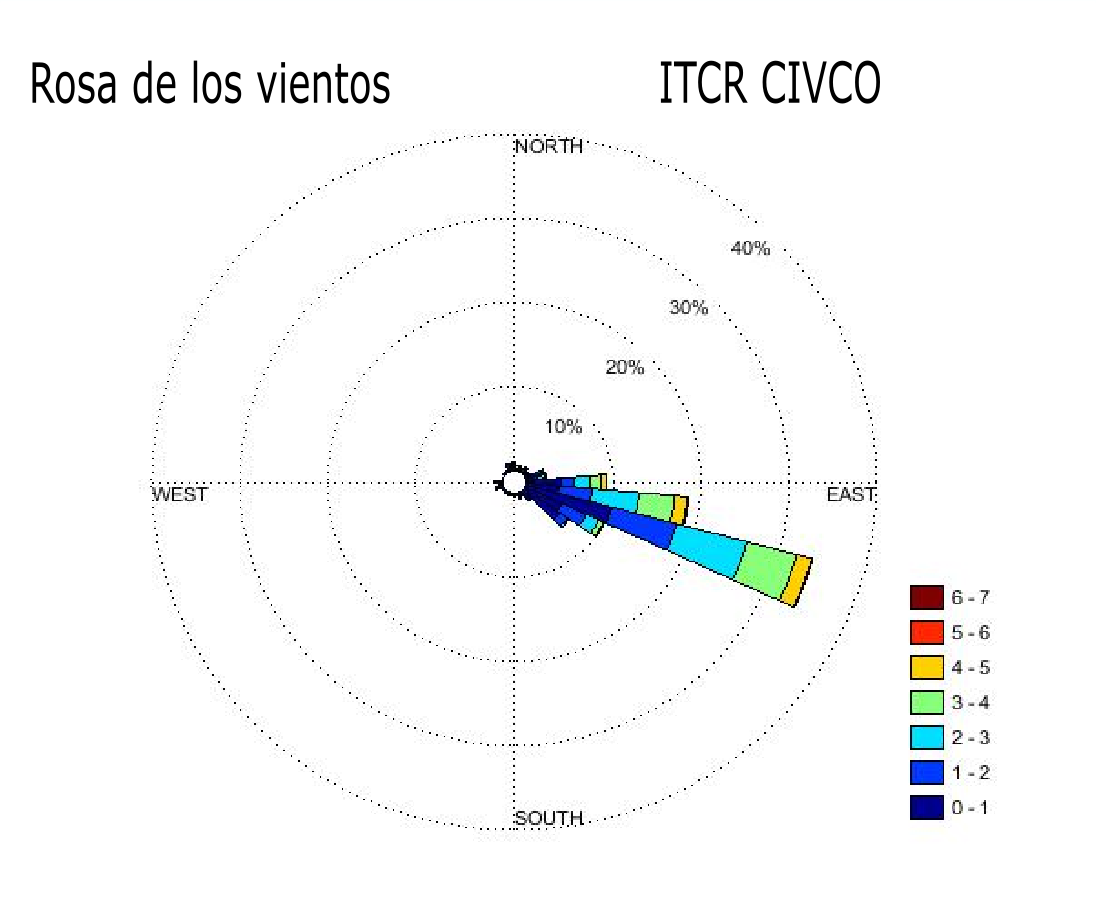 Rosa de los vientos
ITCR CIVCO
NORTH
40%
30%
20%
10%
WEST
EAST
SOUTH
6 - 7
5 - 6
4 - 5
3 - 4
2 - 3
1 - 2
0 - 1